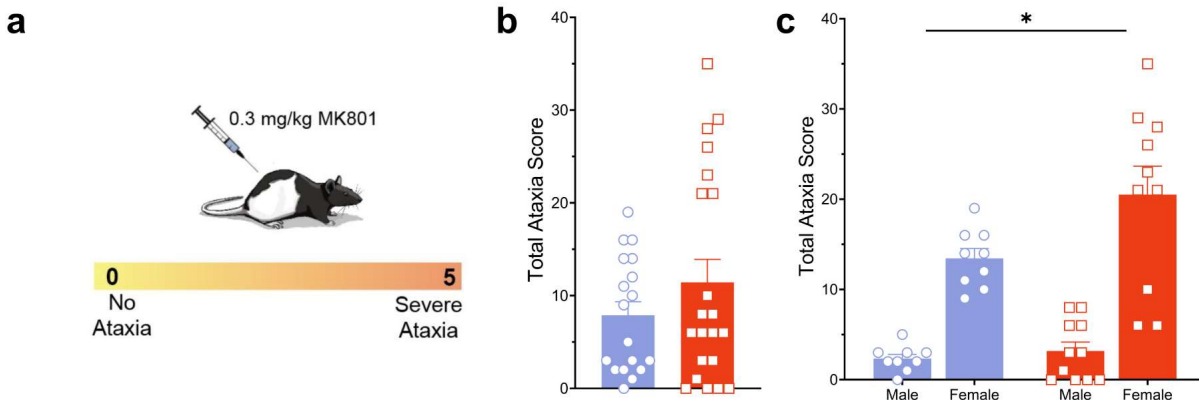 a
0.3 mg/kg MK801
0
5
No
Ataxia
Severe
Ataxia
b
Total Ataxia Score
40
30
20
10
0
c
*
Total Ataxia Score
40
30
20
10
0
Male
Female
Male
Female